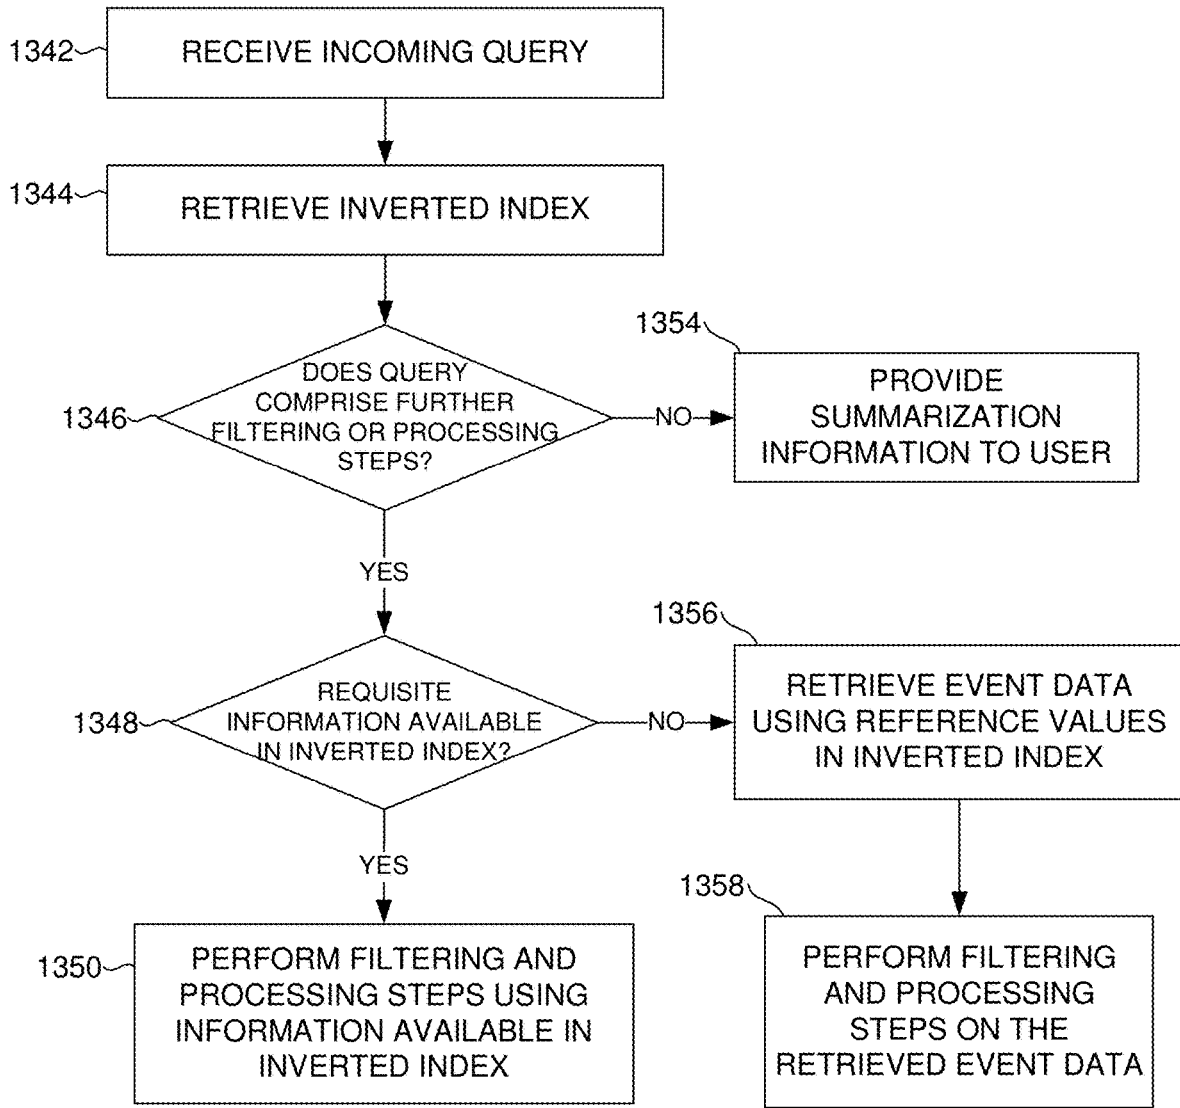 1342
RECEIVE INCOMING QUERY
1344
RETRIEVE INVERTED INDEX
1346
DOES QUERY
COMPRISE FURTHER
FILTERING OR PROCESSING
STEPS?
NO
1354
PROVIDE
SUMMARIZATION
INFORMATION TO USER
YES
1348
REQUISITE
INFORMATION AVAILABLE
IN INVERTED INDEX?
NO
1356
RETRIEVE EVENT DATA
USING REFERENCE VALUES
IN INVERTED INDEX
YES
1350
PERFORM FILTERING AND
PROCESSING STEPS USING
INFORMATION AVAILABLE IN
INVERTED INDEX
1358
PERFORM FILTERING
AND PROCESSING
STEPS ON THE
RETRIEVED EVENT DATA